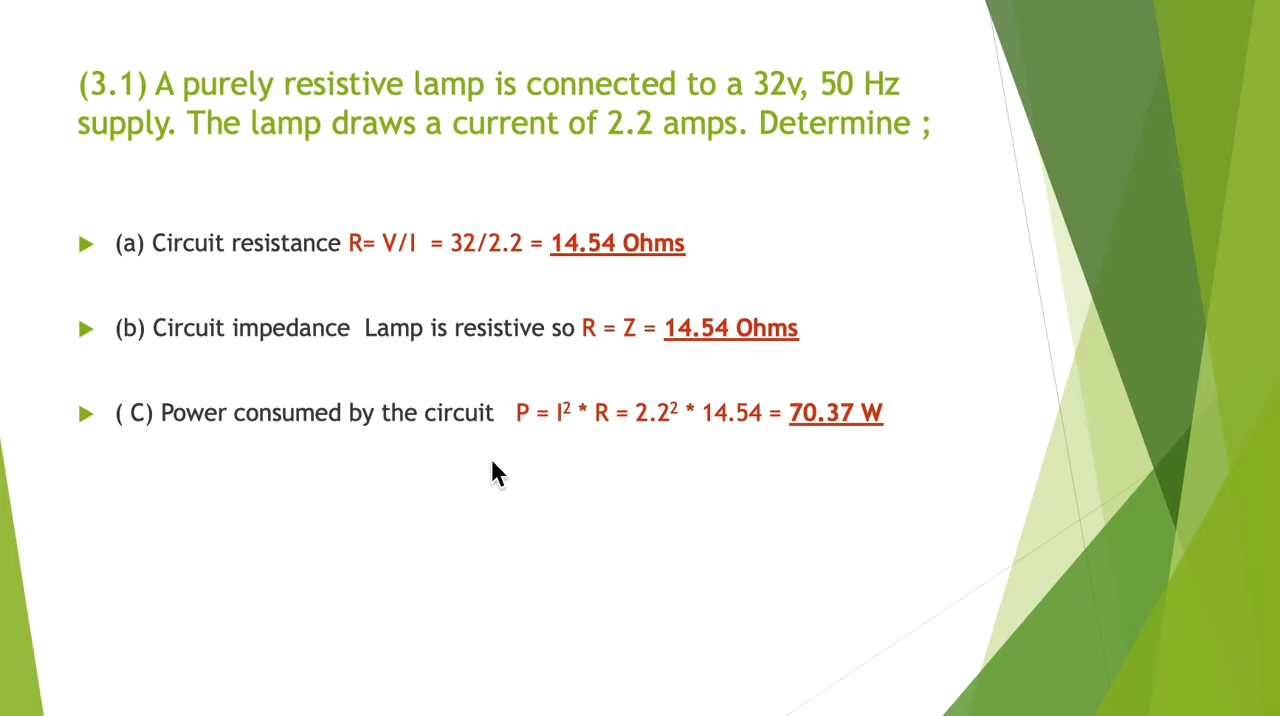 (3.1) A purely resistive lamp is connected to a 32v, 50 Hz
supply. The lamp draws a current of 2.2 amps. Determine ;
(a) Circuit resistance R= V/I = 32/2.2 = 14.54 Ohms
(b) Circuit impedance Lamp is resistive so R = Z = 14.54 Ohms
( C) Power consumed by the circuit P = I² * R = 2.2² * 14.54 = 70.37 W